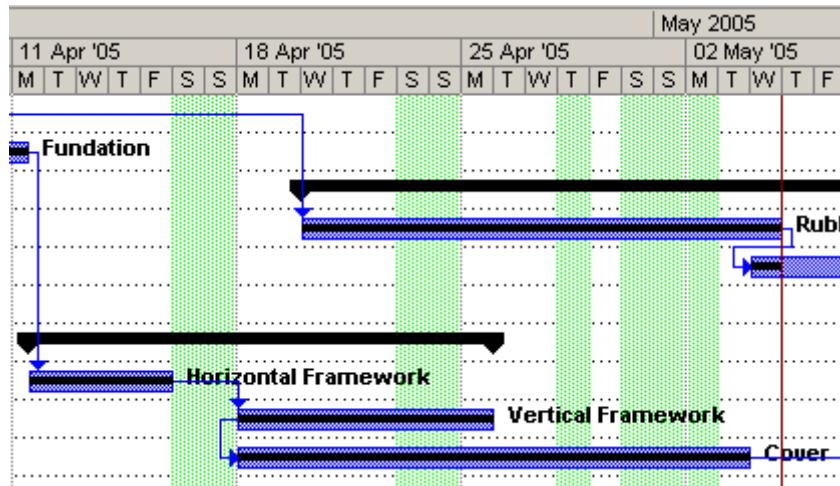 May 2005
11 Apr '05 18 Apr '05 25 Apr '05 02 May '05
M T W T F S S M T W T F S S M T W T F S S M T W T F
Fundation
Rubl
Horizontal Framework
Vertical Framework
Cover